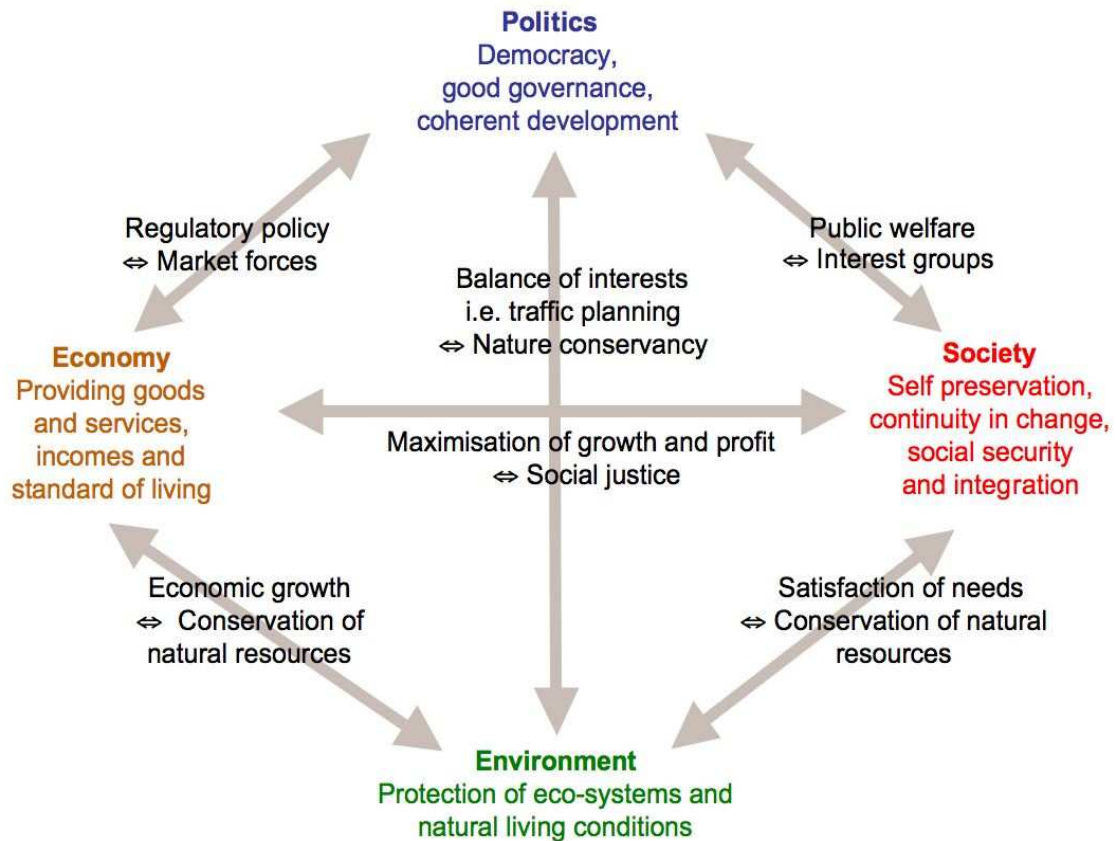 Politics
Democracy,
good governance,
coherent development
Regulatory policy
⇔ Market forces
Public welfare
⇔ Interest groups
Balance of interests
i.e. traffic planning
⇔ Nature conservancy
Economy
Providing goods
and services,
incomes and
standard of living
Society
Self preservation,
continuity in change,
social security
and integration
Maximisation of growth and profit
⇔ Social justice
Economic growth
⇔ Conservation of
natural resources
Satisfaction of needs
⇔ Conservation of natural
resources
Environment
Protection of eco-systems and
natural living conditions